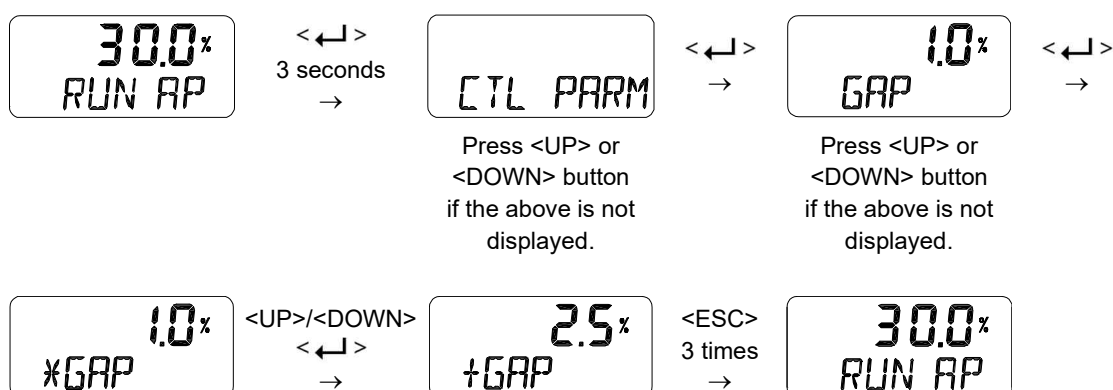 30.0%
RUN AP
<↵>
3 seconds
→
CTL PARM
Press <UP> or
<DOWN> button
if the above is not
displayed.
<↵>
→
1.0%
GAP
Press <UP> or
<DOWN> button
if the above is not
displayed.
<↵>
→
1.0%
*GAP
<UP>/<DOWN>
<↵>
→
2.5%
+GAP
<ESC>
3 times
→
30.0%
RUN AP